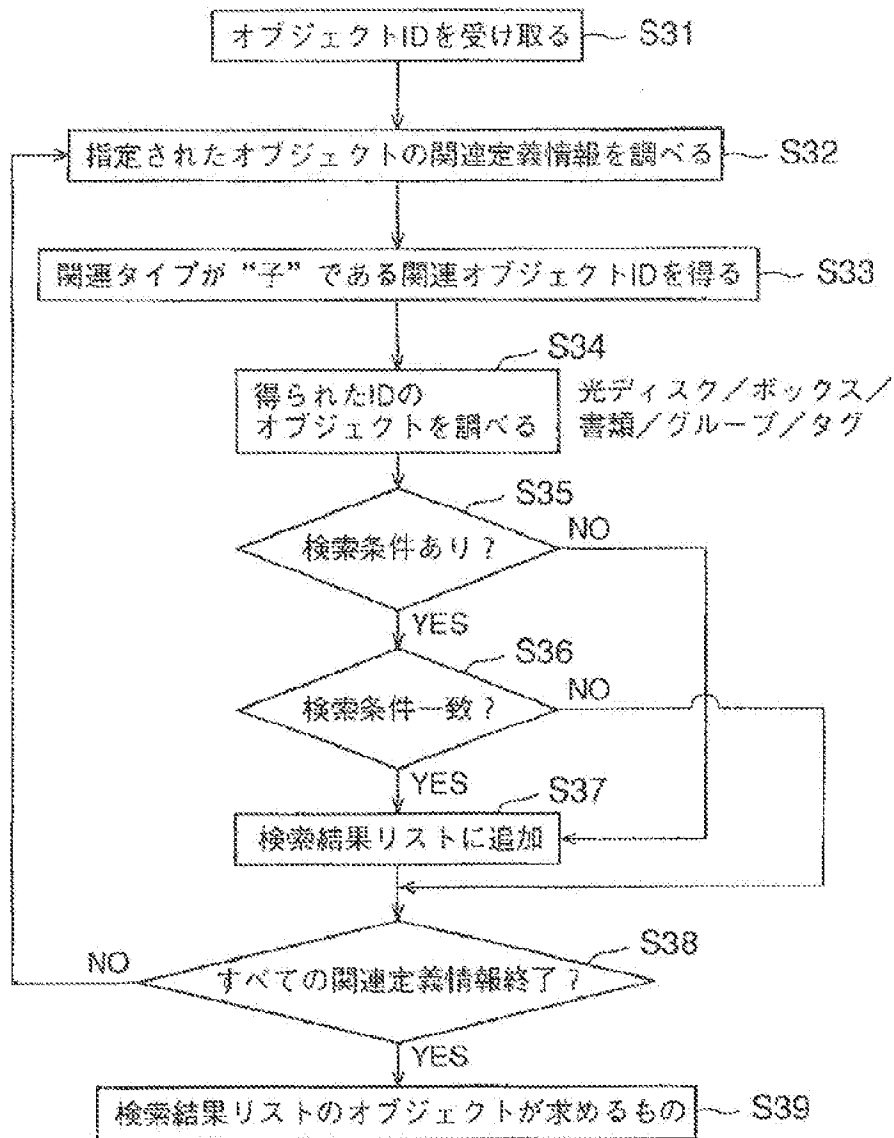 オブジェクトIDを受け取る S31
指定されたオブジェクトの関連定義情報を調べる S32
関連タイプが“子”である関連オブジェクトIDを得る S33
S34
得られたIDの
オブジェクトを調べる
光ディスク／ボックス／
書類／グループ／タグ
S35
検索条件あり？
NO
YES
S36
検索条件一致？
NO
YES
S37
検索結果リストに追加
S38
すべての関連定義情報終了？
NO
YES
検索結果リストのオブジェクトが求めるもの S39